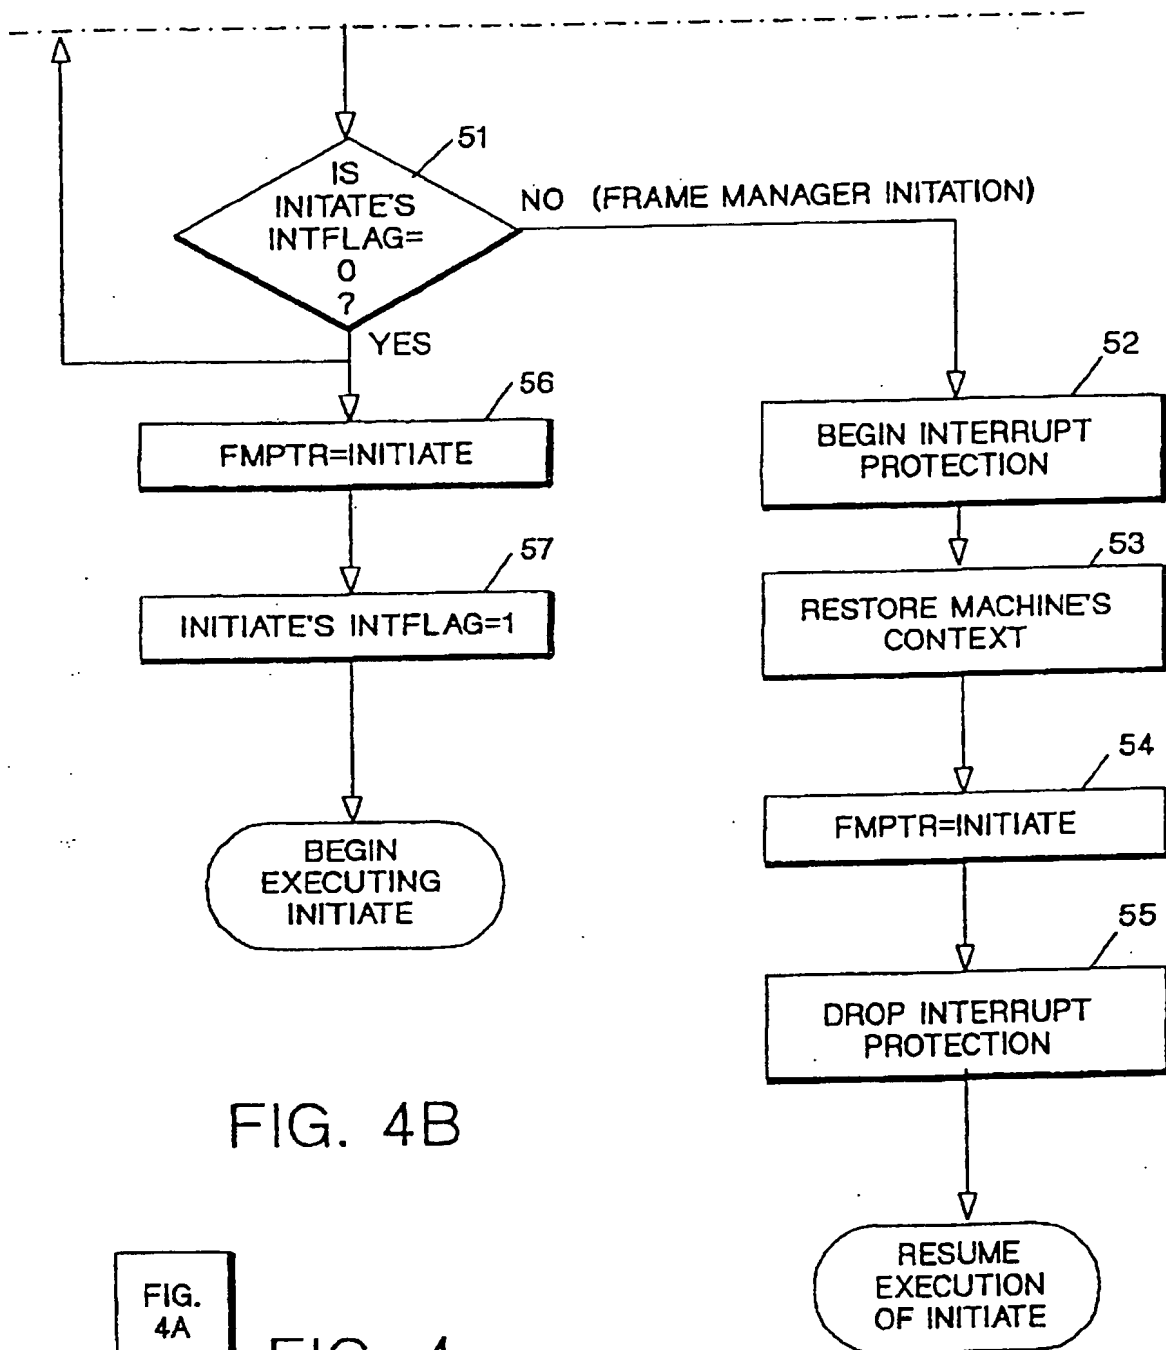 51
IS
INITATE'S
INTFLAG=
0
?
NO (FRAME MANAGER INITATION)
YES
56
FMPTR=INITIATE
57
INITIATE'S INTFLAG=1
BEGIN
EXECUTING
INITIATE
52
BEGIN INTERRUPT
PROTECTION
53
RESTORE MACHINE'S
CONTEXT
54
FMPTR=INITIATE
55
DROP INTERRUPT
PROTECTION
RESUME
EXECUTION
OF INITIATE
FIG. 4B
FIG.
4A
FIG. 4